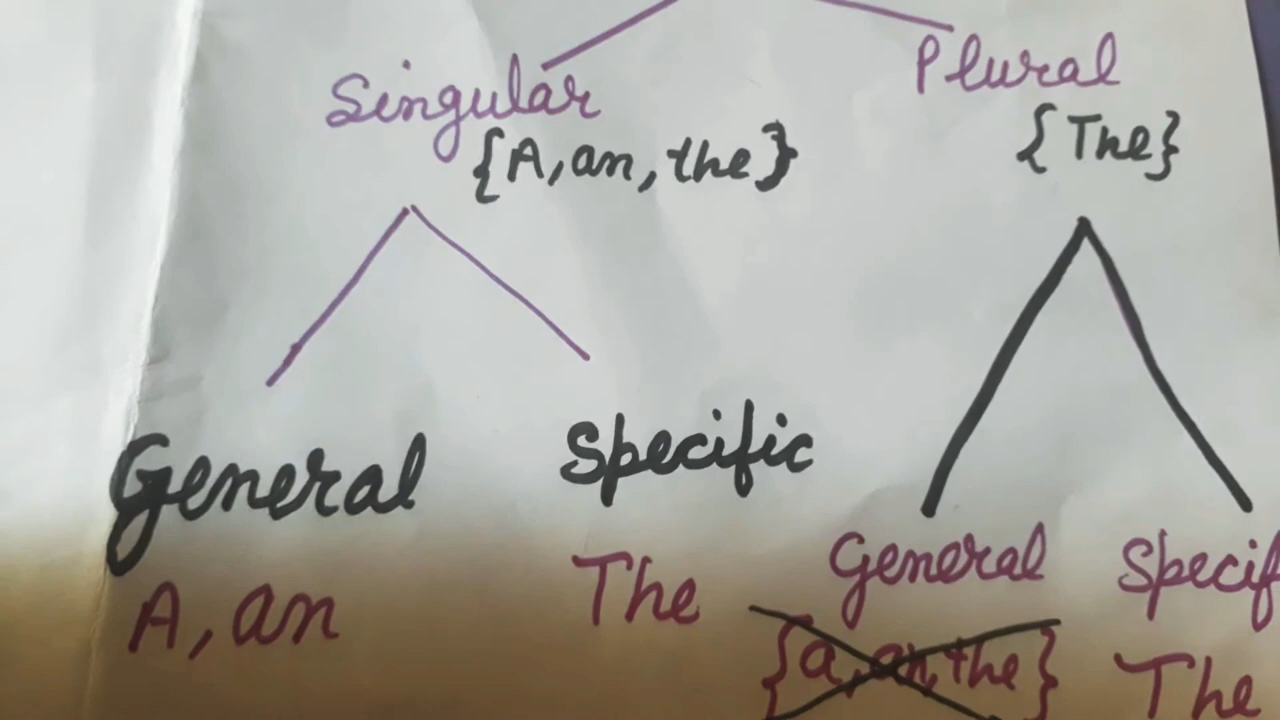 Singular
Plural
{A, an, the}
{The}
General
Specific
General
Specif
A, an
The
{a, an, the}
The